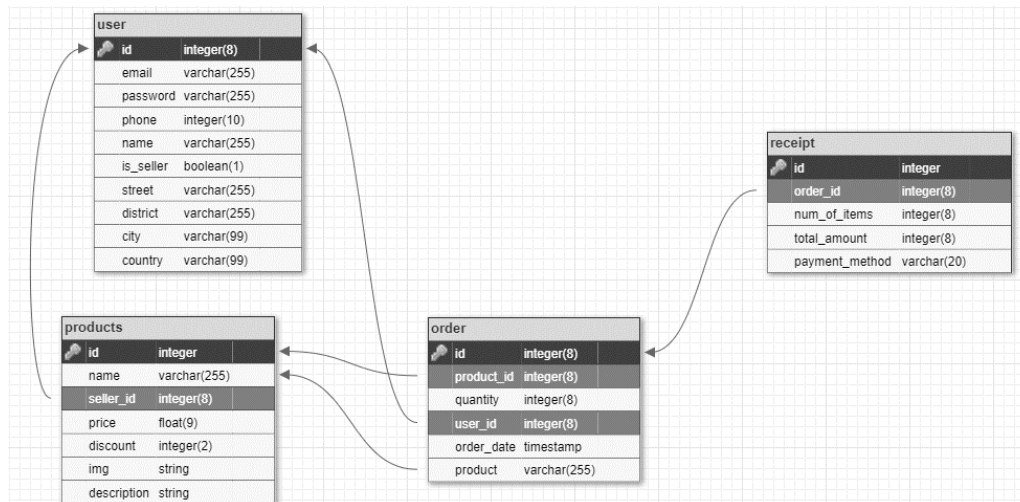 user
id integer(8)
email varchar(255)
password varchar(255)
phone integer(10)
name varchar(255)
is_seller boolean(1)
street varchar(255)
district varchar(255)
city varchar(99)
country varchar(99)
receipt
id integer
order_id integer(8)
num_of_items integer(8)
total_amount integer(8)
payment_method varchar(20)
products
id integer
name varchar(255)
seller_id integer(8)
price float(9)
discount integer(2)
img string
description string
order
id integer(8)
product_id integer(8)
quantity integer(8)
user_id integer(8)
order_date timestamp
product varchar(255)